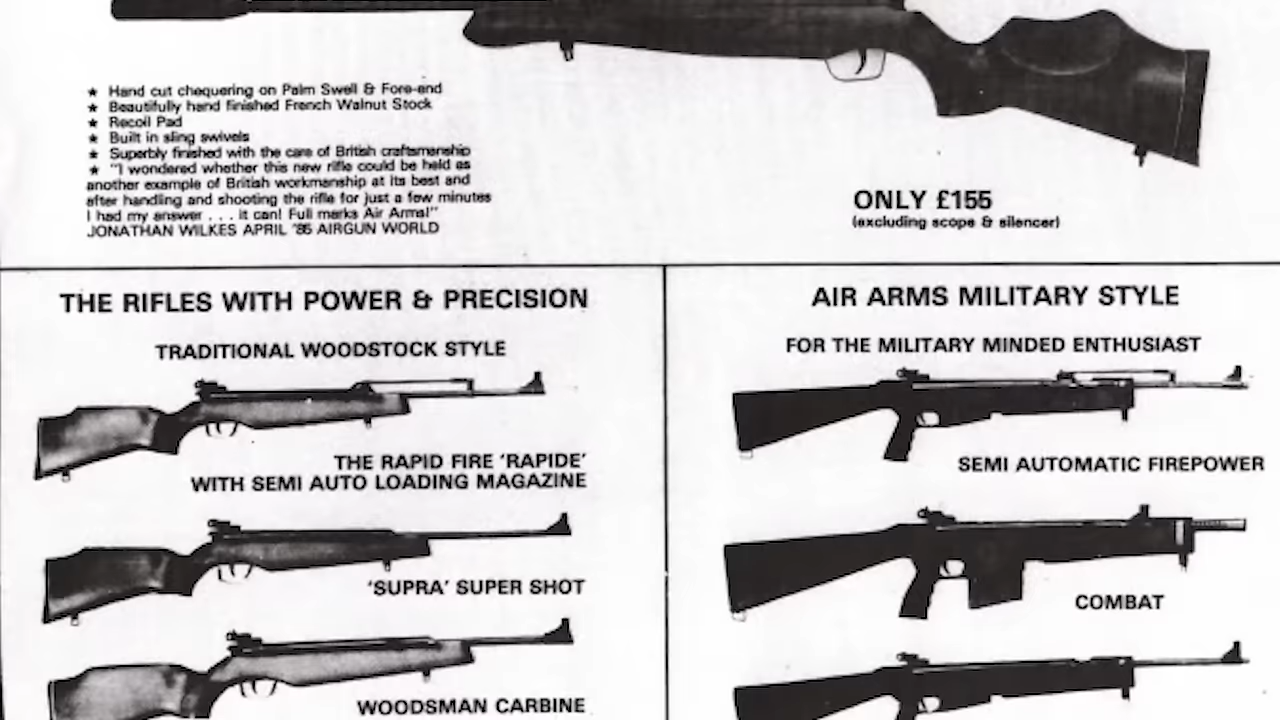 ★ Hand cut chequering on Palm Swell & Fore-end
★ Beautifully hand finished French Walnut Stock
★ Recoil Pad
★ Built in sling swivels
★ Superbly finished with the care of British craftsmanship
★ "I wondered whether this new rifle could be held as
another example of British workmanship at its best and
after handling and shooting the rifle for just a few minutes
I had my answer . . . it can! Full marks Air Arms!"
JONATHAN WILKES APRIL '85 AIRGUN WORLD
ONLY £155
(excluding scope & silencer)
THE RIFLES WITH POWER & PRECISION
TRADITIONAL WOODSTOCK STYLE
THE RAPID FIRE 'RAPIDE'
WITH SEMI AUTO LOADING MAGAZINE
'SUPRA' SUPER SHOT
WOODSMAN CARBINE
AIR ARMS MILITARY STYLE
FOR THE MILITARY MINDED ENTHUSIAST
SEMI AUTOMATIC FIREPOWER
COMBAT